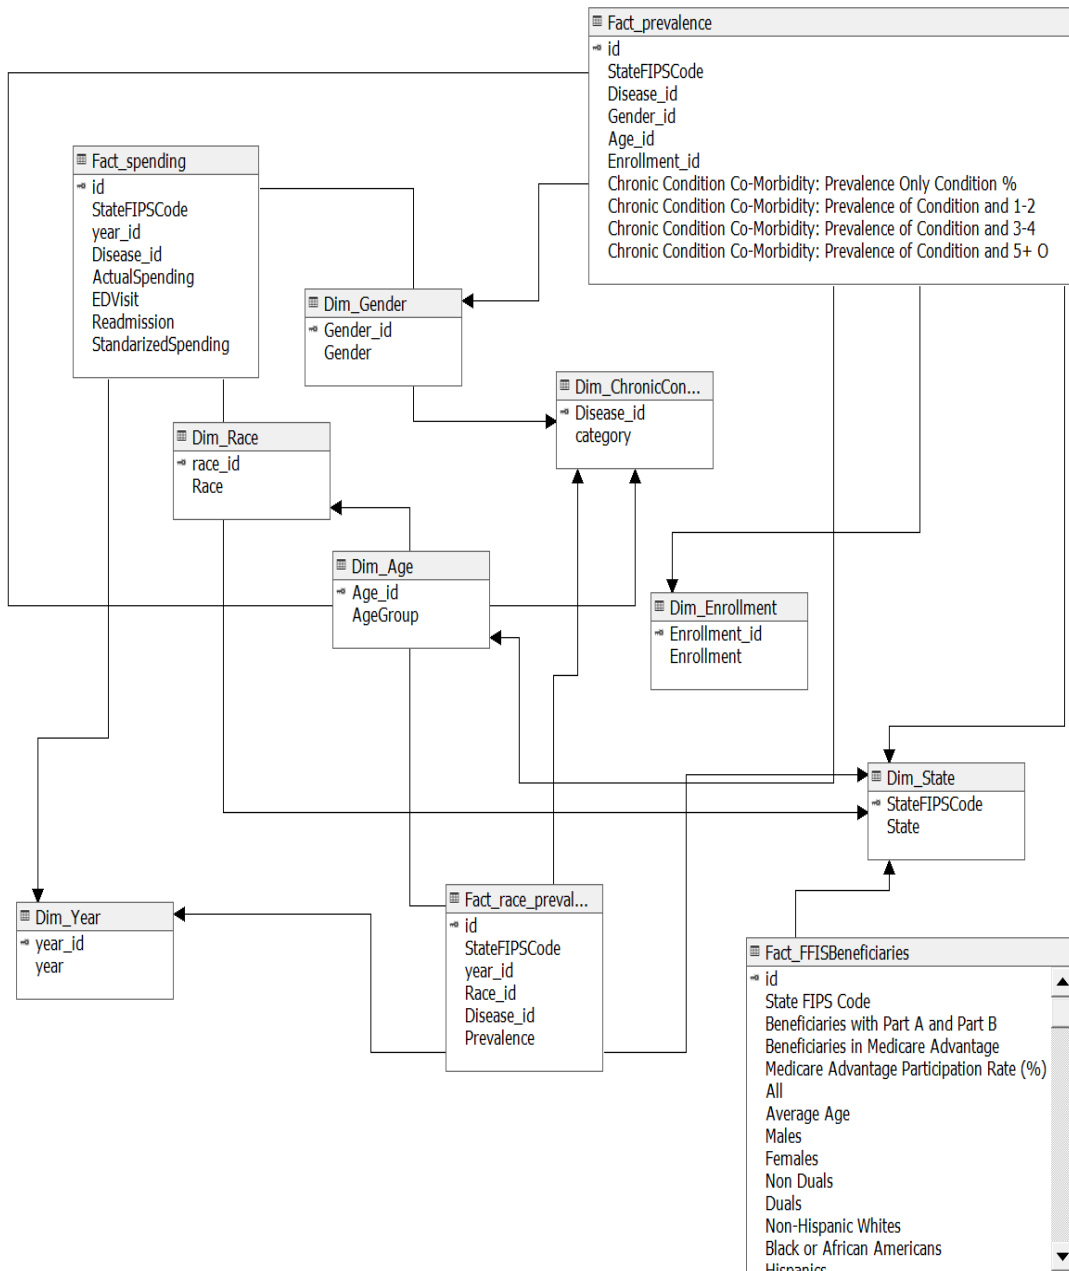 Fact_prevalence
id
StateFIPSCode
Disease_id
Gender_id
Age_id
Enrollment_id
Chronic Condition Co-Morbidity: Prevalence Only Condition %
Chronic Condition Co-Morbidity: Prevalence of Condition and 1-2
Chronic Condition Co-Morbidity: Prevalence of Condition and 3-4
Chronic Condition Co-Morbidity: Prevalence of Condition and 5+ O
Fact_spending
id
StateFIPSCode
year_id
Disease_id
ActualSpending
EDVisit
Readmission
StandarizedSpending
Dim_Gender
Gender_id
Gender
Dim_ChronicCon...
Disease_id
category
Dim_Race
race_id
Race
Dim_Age
Age_id
AgeGroup
Dim_Enrollment
Enrollment_id
Enrollment
Dim_State
StateFIPSCode
State
Dim_Year
year_id
year
Fact_race_preval...
id
StateFIPSCode
year_id
Race_id
Disease_id
Prevalence
Fact_FFISBeneficiaries
id
State FIPS Code
Beneficiaries with Part A and Part B
Beneficiaries in Medicare Advantage
Medicare Advantage Participation Rate (%)
All
Average Age
Males
Females
Non Duals
Duals
Non-Hispanic Whites
Black or African Americans
Hispanics